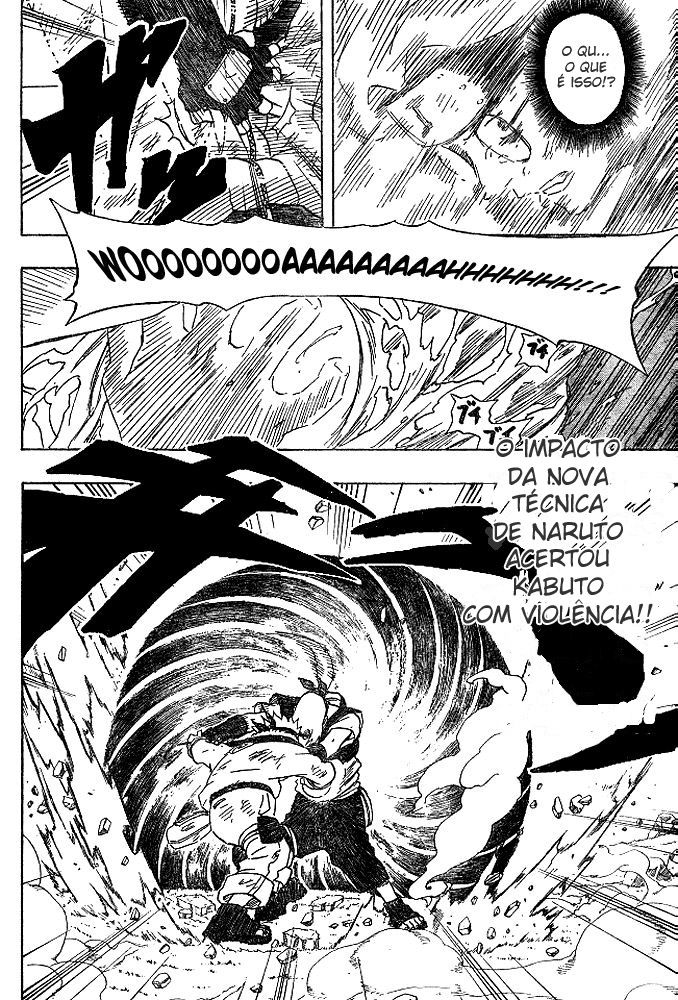 O QU...
O QUE
É ISSO!?
WOOOOOOOOAAAAAAAAAHHHHHHH!!!
O IMPACTO
DA NOVA
TÉCNICA
DE NARUTO
ACERTOU
KABUTO
COM VIOLÊNCIA!!